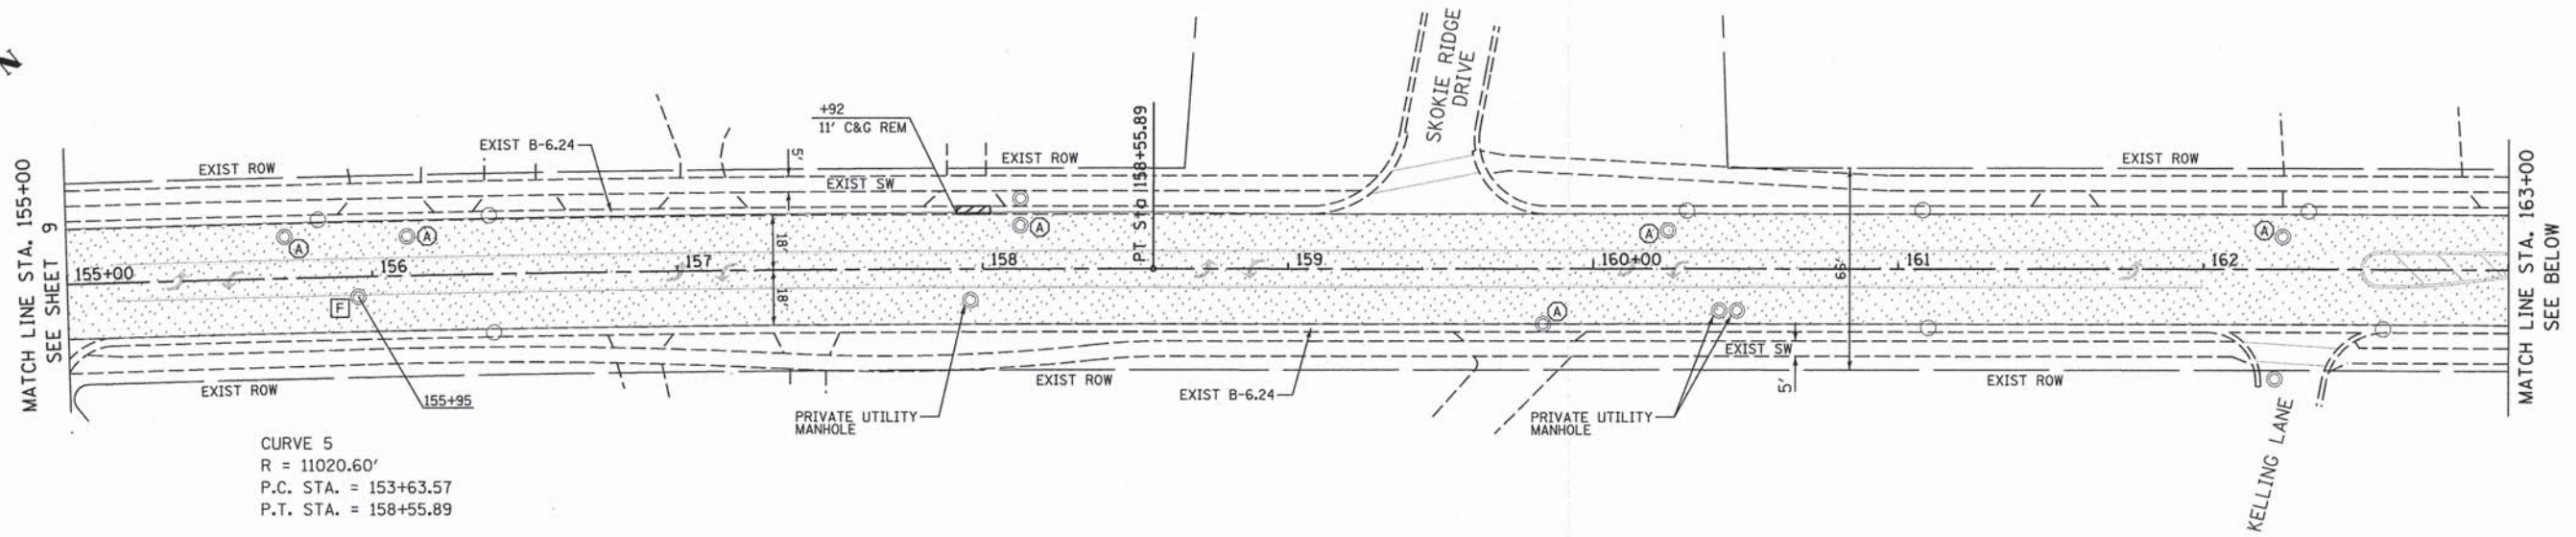 N
MATCH LINE STA. 155+00
SEE SHEET 9
EXIST ROW
EXIST B-6.24
+92
11' C&G REM
5'
EXIST SW
EXIST ROW
P.T Sta 158+55.89
SKOKIE RIDGE
DRIVE
EXIST ROW
MATCH LINE STA. 163+00
SEE BELOW
A
A
A
A
A
18'
155+00
156
157
158
159
160+00
161
162
66'
18'
F
A
155+95
EXIST ROW
PRIVATE UTILITY
MANHOLE
EXIST ROW
EXIST B-6.24
PRIVATE UTILITY
MANHOLE
EXIST SW
5'
EXIST ROW
KELLING LANE
CURVE 5
R = 11020.60'
P.C. STA. = 153+63.57
P.T. STA. = 158+55.89